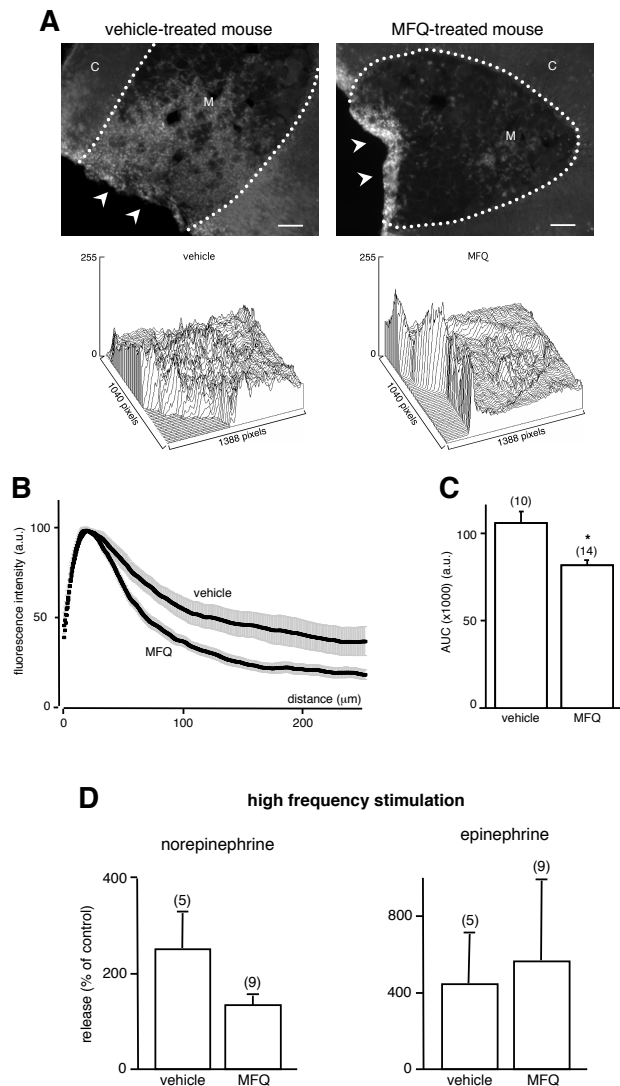 A
vehicle-treated mouse
MFQ-treated mouse
C
M
C
M
255
vehicle
0
1040 pixels
1388 pixels
255
MFQ
0
1040 pixels
1388 pixels
B
fluorescence intensity (a.u.)
100
50
0
vehicle
MFQ
distance (µm)
0
100
200
C
AUC (x1000) (a.u.)
100
50
0
(10)
*
(14)
vehicle
MFQ
D
high frequency stimulation
norepinephrine
epinephrine
release (% of control)
400
200
0
(5)
(9)
vehicle
MFQ
800
400
0
(5)
(9)
vehicle
MFQ